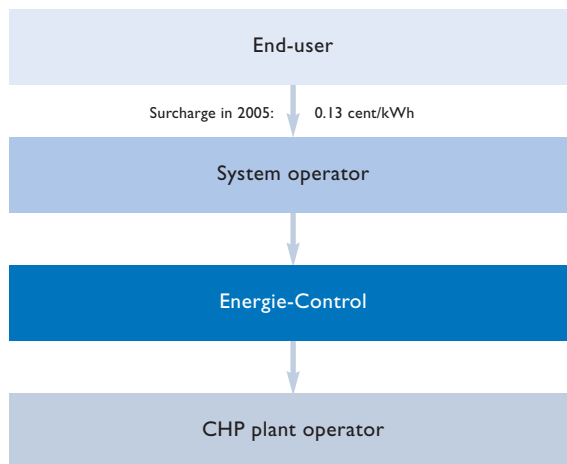 End-user
Surcharge in 2005: 0.13 cent/kWh
System operator
Energie-Control
CHP plant operator